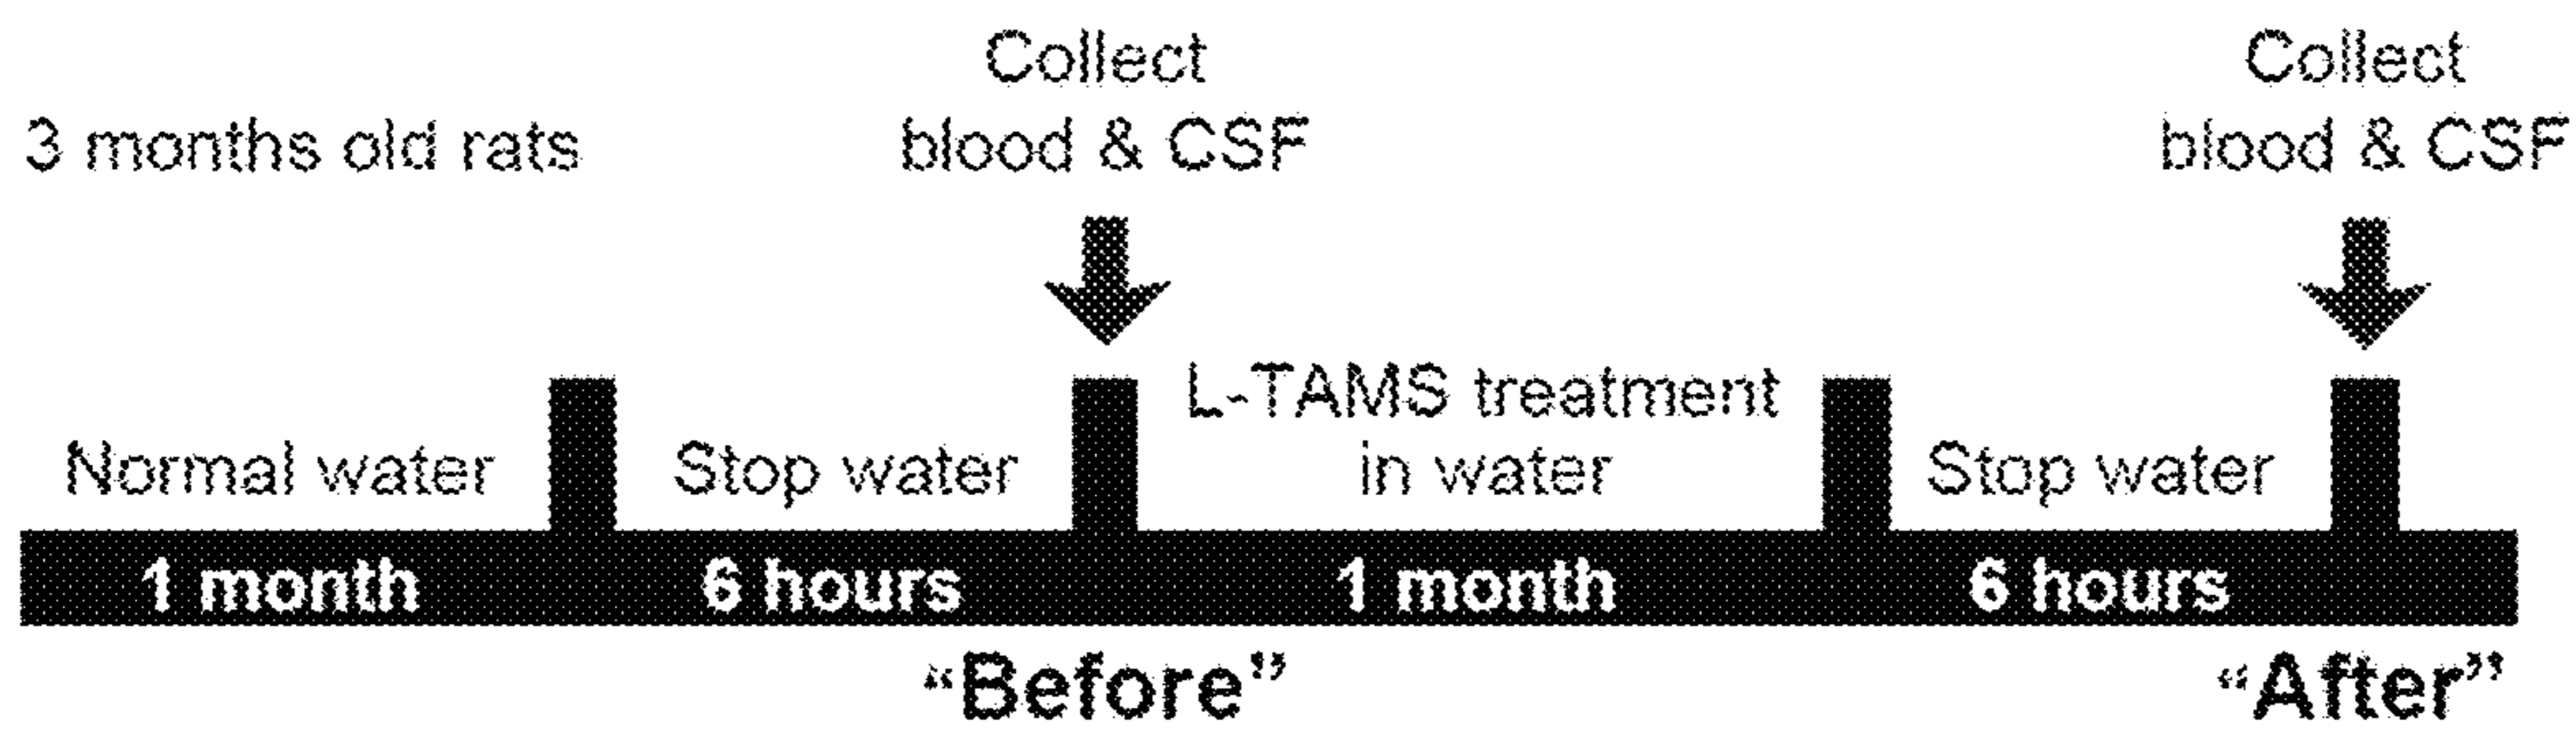 3 months old rats
Collect
blood & CSF
Collect
blood & CSF
Normal water
Stop water
L-TAMS treatment
in water
Stop water
1 month
6 hours
1 month
6 hours
“Before”
“After”